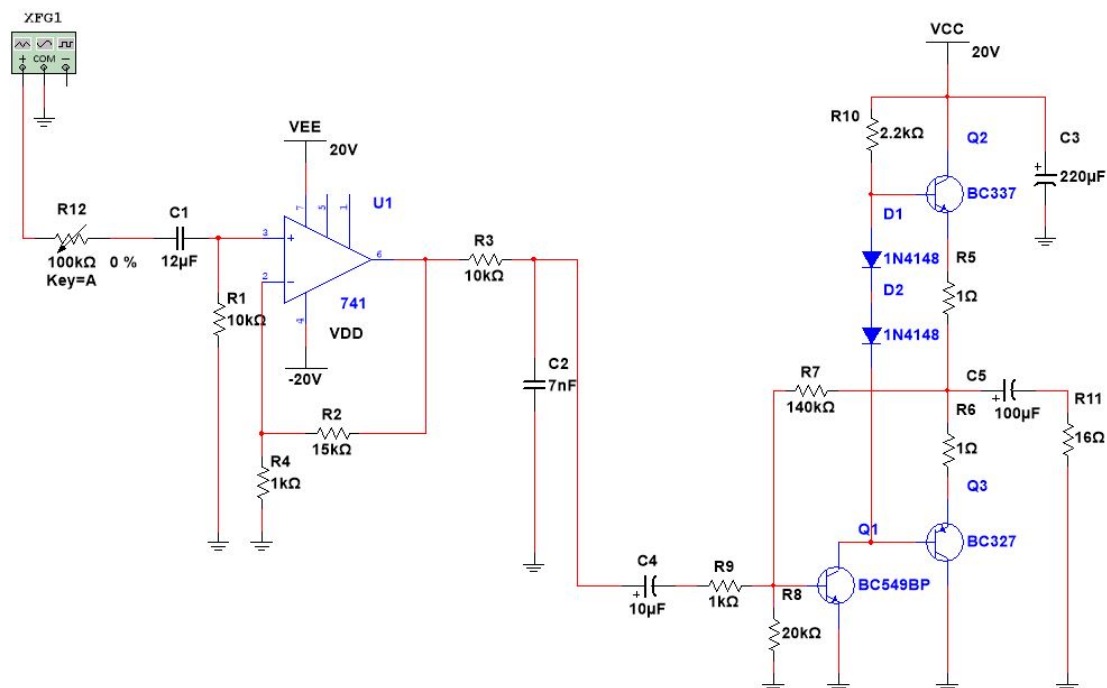 XFG1
+ COM −
VCC
20V
R10
2.2kΩ
Q2
C3
BC337
+
220µF
VEE
20V
7
5
1
U1
R12
100kΩ
0 %
Key=A
C1
12µF
3
+
2
−
6
741
4
VDD
-20V
R1
10kΩ
R3
10kΩ
D1
1N4148
D2
1N4148
R5
1Ω
C2
7nF
R7
140kΩ
C5
+
100µF
R6
1Ω
R11
16Ω
R2
15kΩ
R4
1kΩ
Q3
Q1
BC327
C4
+
10µF
R9
1kΩ
R8
20kΩ
BC549BP